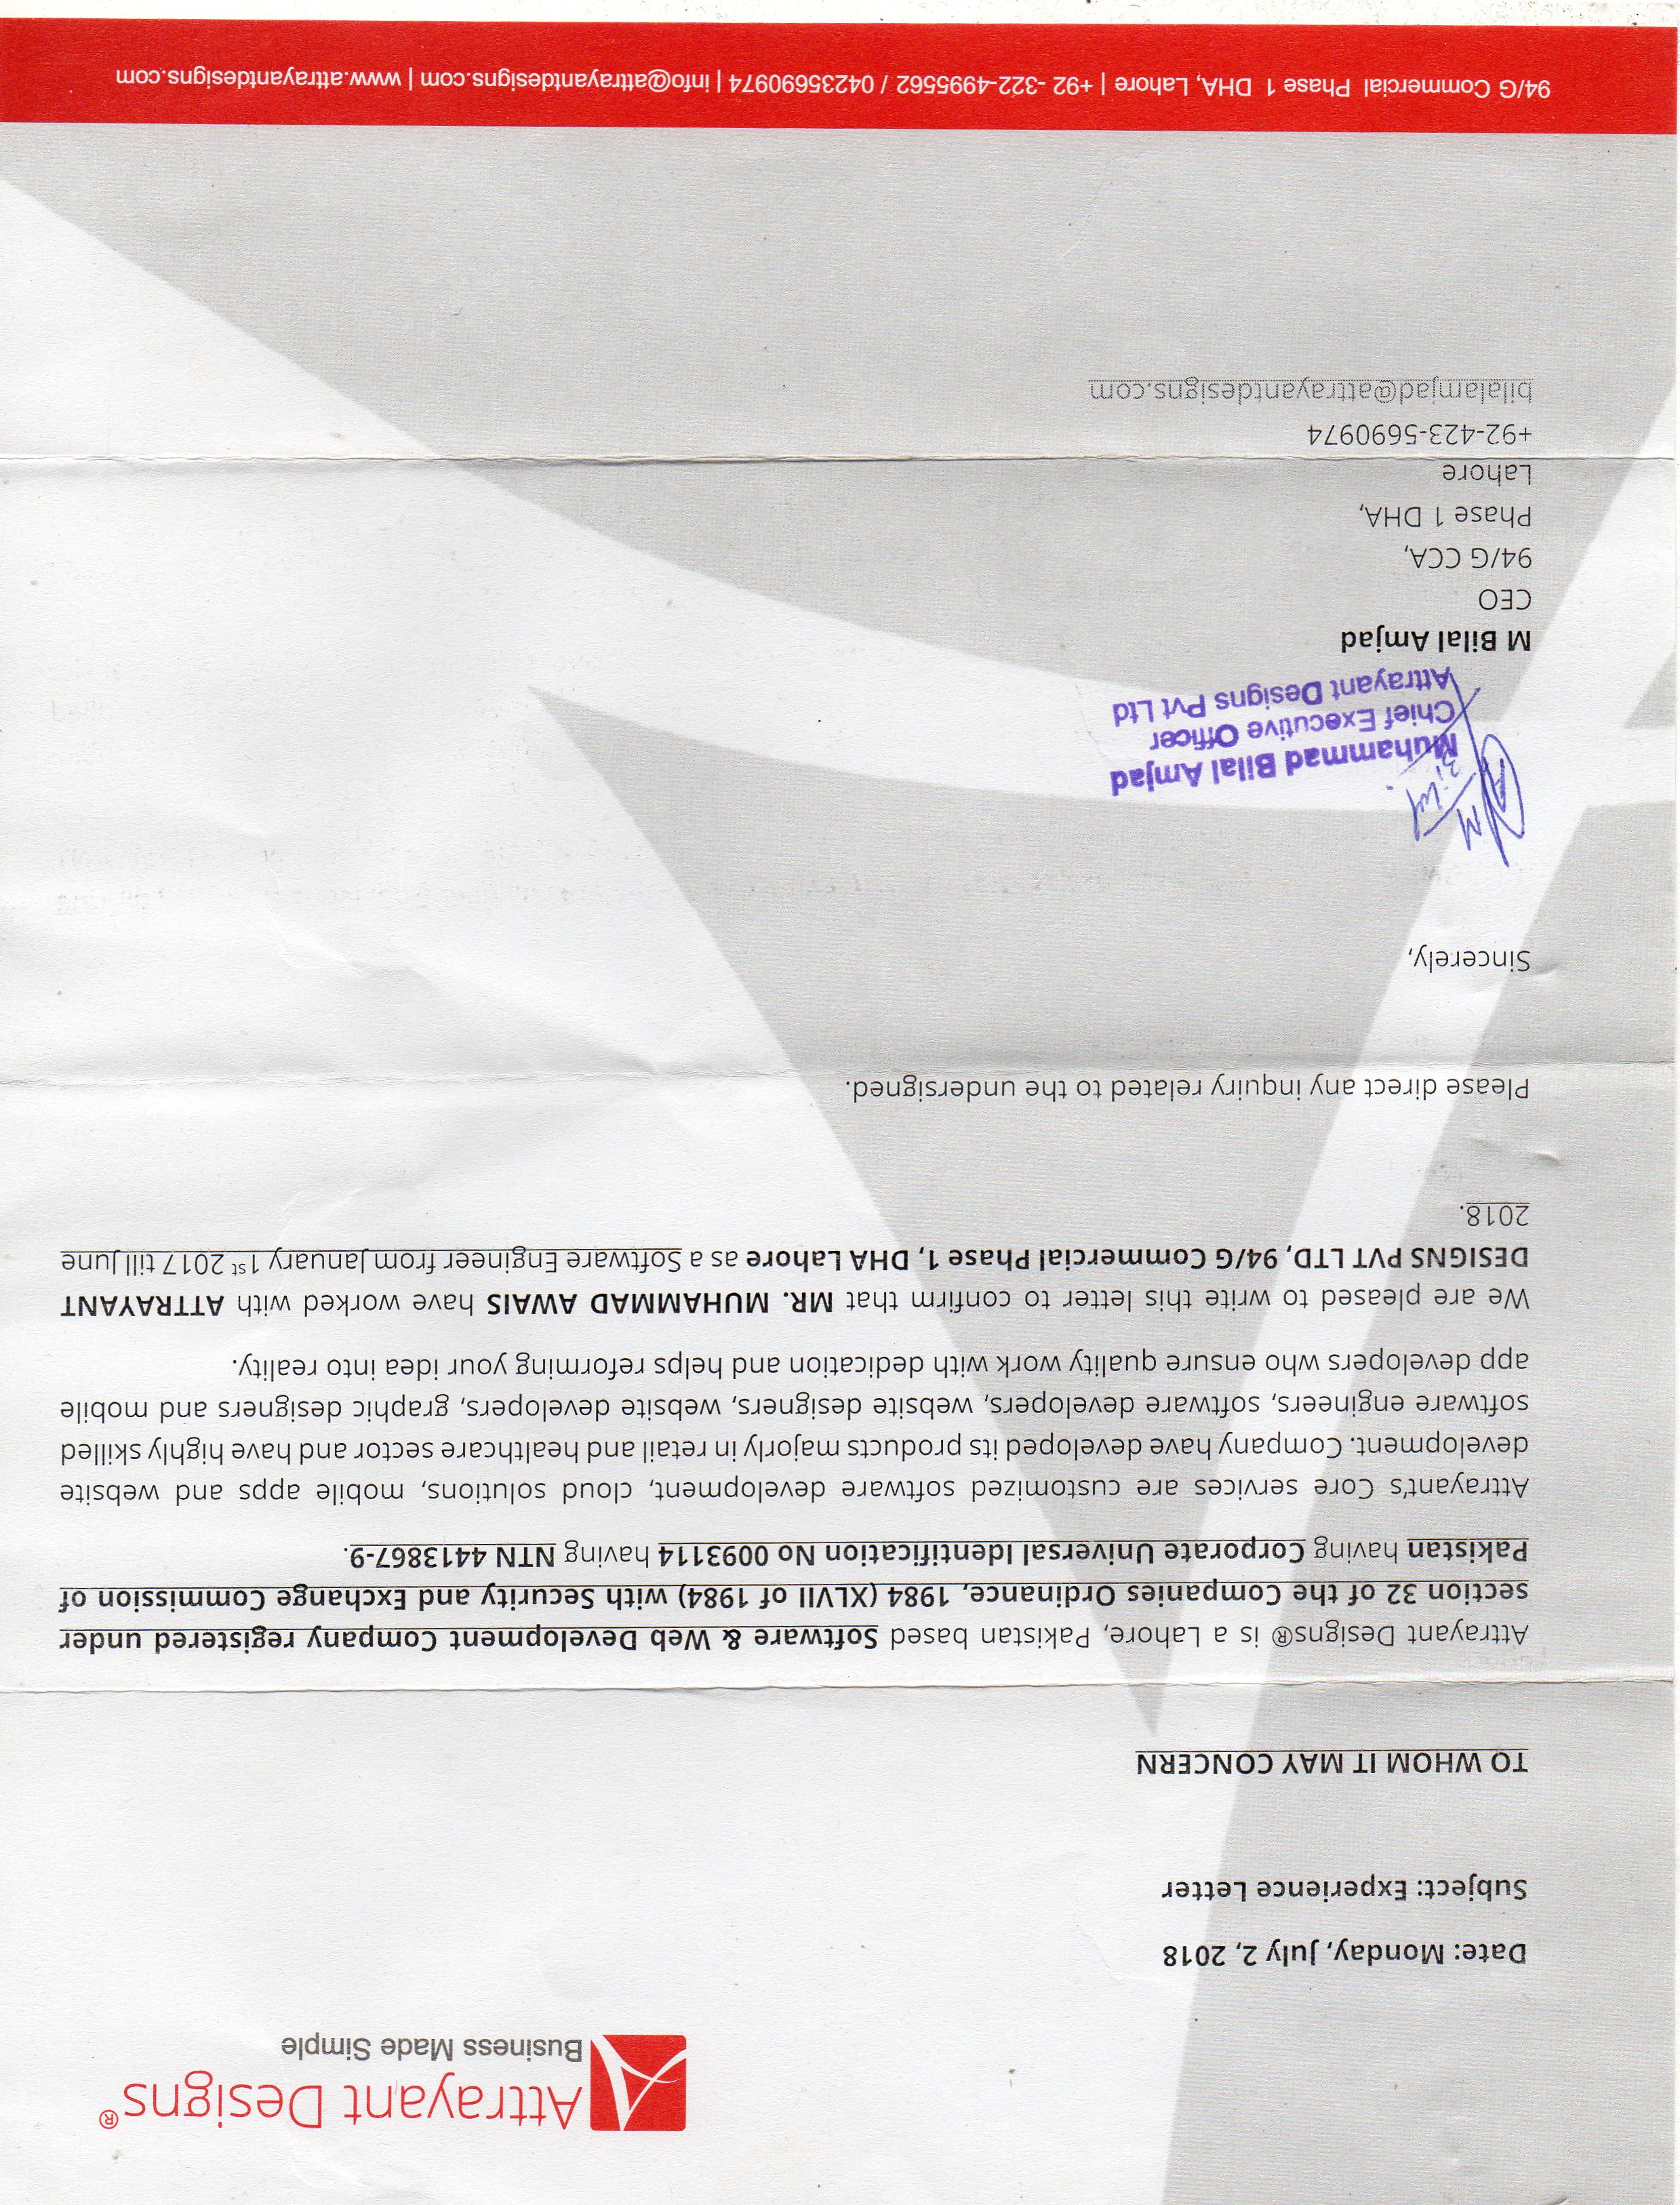 Attrayant Designs®
Business Made Simple
Date: Monday, July 2, 2018
Subject: Experience Letter
TO WHOM IT MAY CONCERN
Attrayant Designs® is a Lahore, Pakistan based Software & Web Development Company registered under
section 32 of the Companies Ordinance, 1984 (XLVII of 1984) with Security and Exchange Commission of
Pakistan having Corporate Universal Identification No 0093114 having NTN 4413867-9.
Attrayant's Core services are customized software development, cloud solutions, mobile apps and website
development. Company have developed its products majorly in retail and healthcare sector and have highly skilled
software engineers, software developers, website designers, website developers, graphic designers and mobile
app developers who ensure quality work with dedication and helps reforming your idea into reality.
We are pleased to write this letter to confirm that MR. MUHAMMAD AWAIS have worked with ATTRAYANT
DESIGNS PVT LTD, 94/G Commercial Phase 1, DHA Lahore as a Software Engineer from January 1st 2017 till June
2018.
Please direct any inquiry related to the undersigned.
Sincerely,
Muhammad Bilal Amjad
Chief Executive Officer
Attrayant Designs Pvt Ltd
M Bilal Amjad
CEO
94/G CCA,
Phase 1 DHA,
Lahore
+92-423-5690974
bilalamjad@attrayantdesigns.com
94/G Commercial Phase 1 DHA, Lahore | +92 -322-4995562 / 04235690974 | info@attrayantdesigns.com | www.attrayantdesigns.com